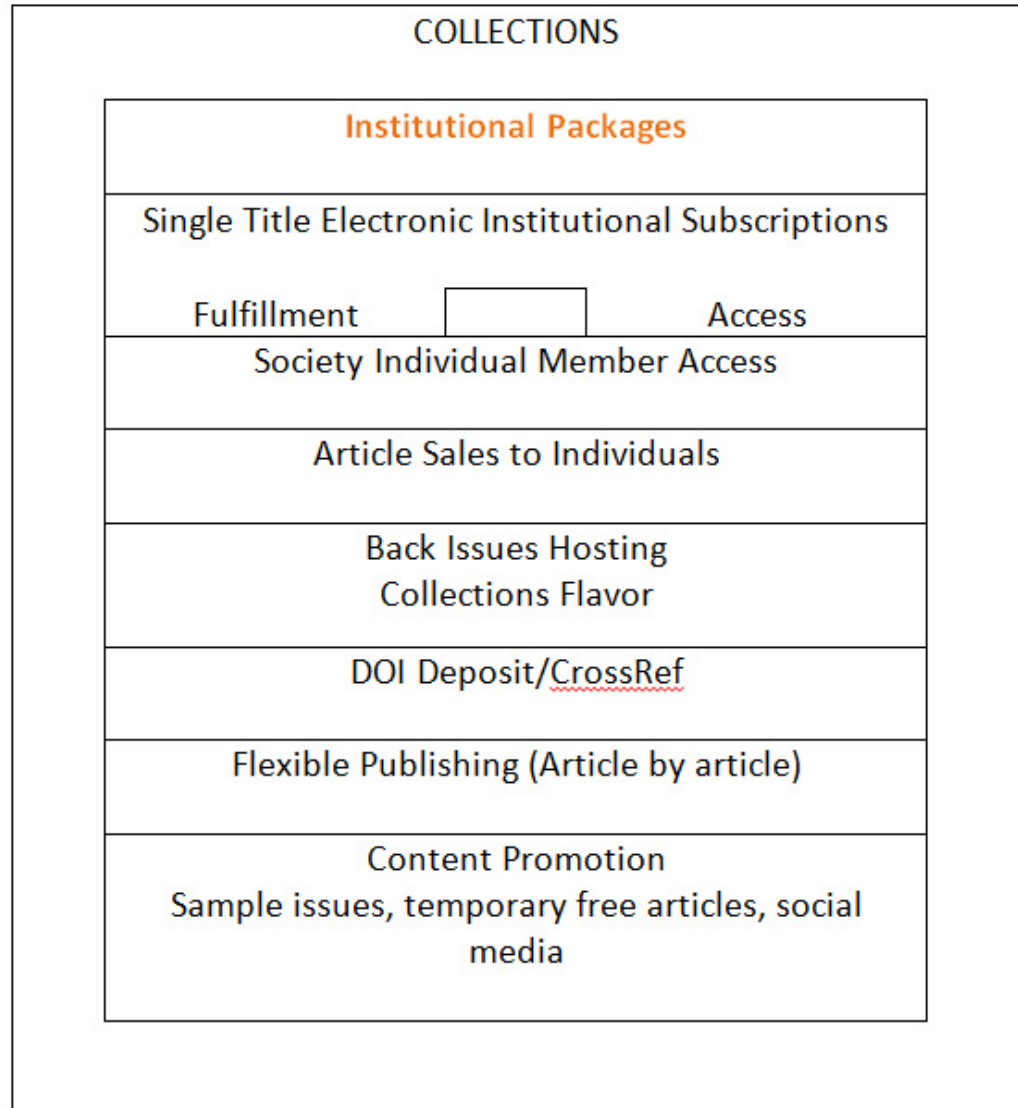 COLLECTIONS
Institutional Packages
Single Title Electronic Institutional Subscriptions
Fulfillment Access
Society Individual Member Access
Article Sales to Individuals
Back Issues Hosting
Collections Flavor
DOI Deposit/CrossRef
Flexible Publishing (Article by article)
Content Promotion
Sample issues, temporary free articles, social
media